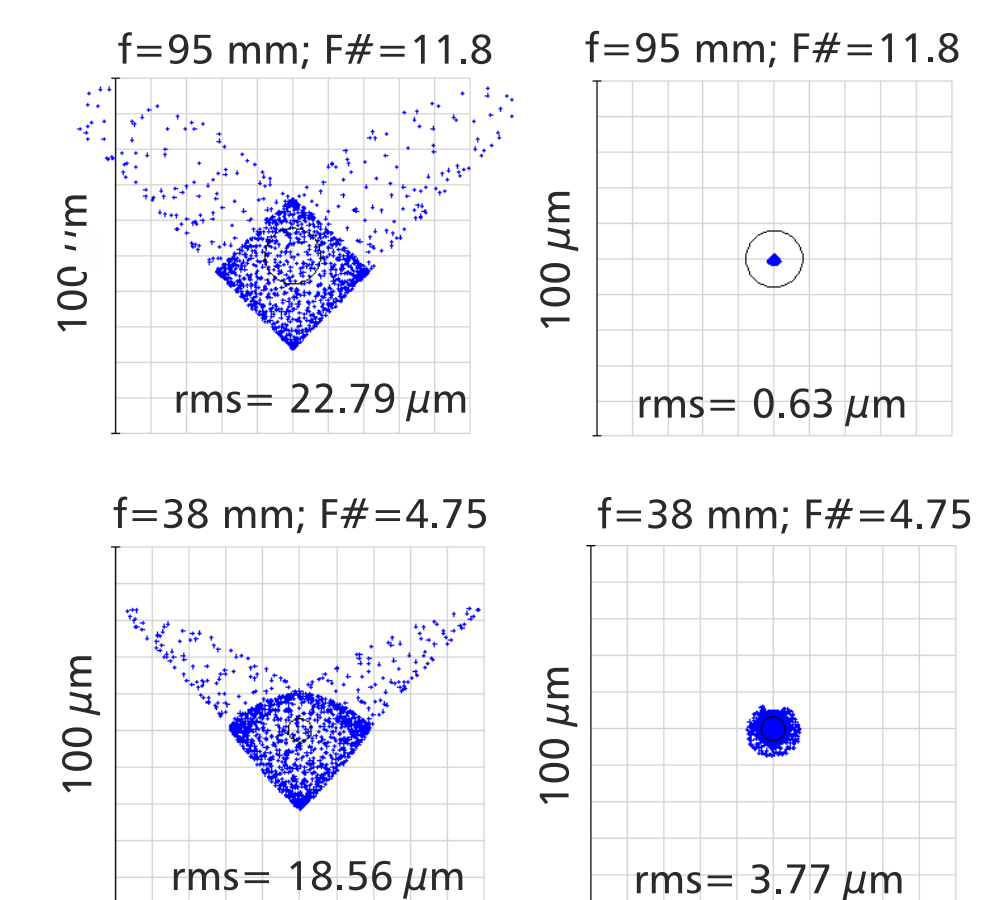 f=95 mm; F#=11.8
100 ''m
rms= 22.79 μm
f=95 mm; F#=11.8
100 μm
rms= 0.63 μm
f=38 mm; F#=4.75
100 μm
rms= 18.56 μm
f=38 mm; F#=4.75
100 μm
rms= 3.77 μm